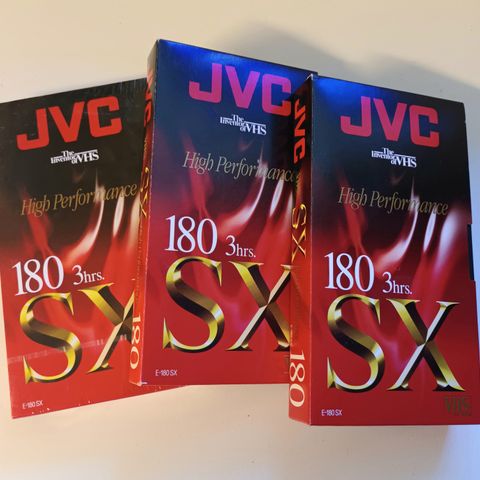 JVC
The
Inventor
of VHS
High Performance
180 3hrs.
SX
E-180 SX
JVC
The
Inventor
of VHS
High Performance
180 3hrs.
SX
E-180 SX
SX
180
JVC
The
Inventor
of VHS
High Performance
180 3hrs.
SX
VHS
E-180 SX
SX
180